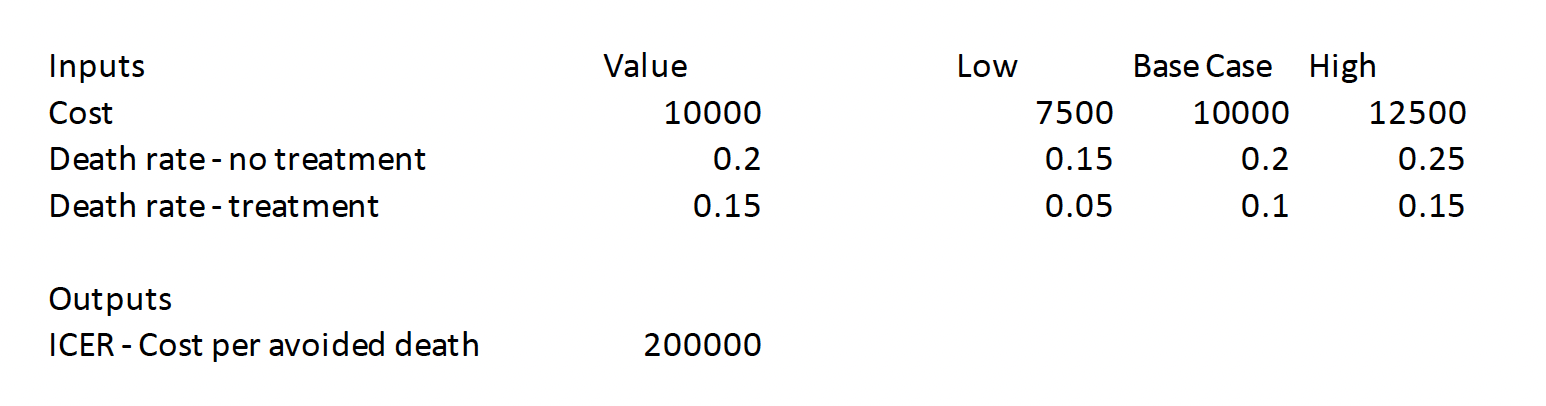 Inputs Value Low Base Case High
Cost 10000 7500 10000 12500
Death rate - no treatment 0.2 0.15 0.2 0.25
Death rate - treatment 0.15 0.05 0.1 0.15
Outputs
ICER - Cost per avoided death 200000